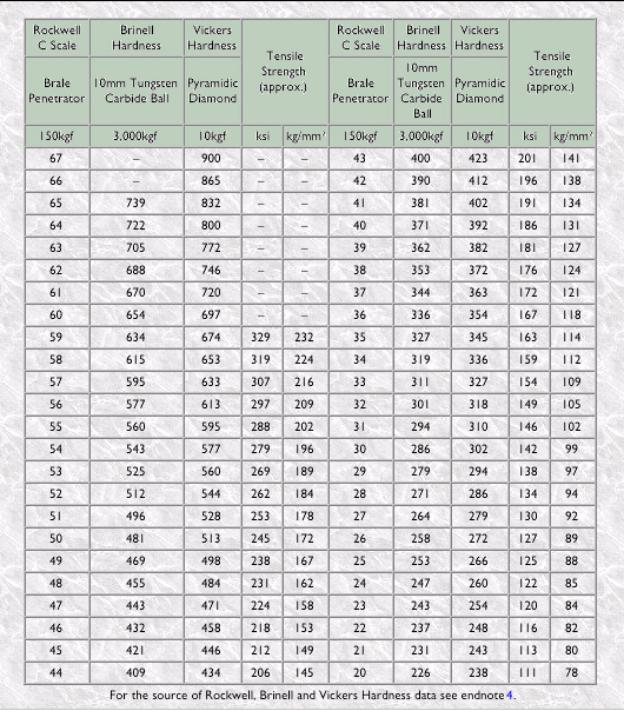 Rockwell C Scale Brinell Hardness Vickers Hardness Tensile Strength (approx.) Rockwell C Scale Brinell Hardness Vickers Hardness Tensile Strength (approx.)
Brale Penetrator 10mm Tungsten Carbide Ball Pyramidic Diamond Brale Penetrator 10mm Tungsten Carbide Ball Pyramidic Diamond
150kgf 3,000kgf 10kgf ksi kg/mm² 150kgf 3,000kgf 10kgf ksi kg/mm²
67 – 900 – – 43 400 423 201 141
66 – 865 – – 42 390 412 196 138
65 739 832 – – 41 381 402 191 134
64 722 800 – – 40 371 392 186 131
63 705 772 – – 39 362 382 181 127
62 688 746 – – 38 353 372 176 124
61 670 720 – – 37 344 363 172 121
60 654 697 – – 36 336 354 167 118
59 634 674 329 232 35 327 345 163 114
58 615 653 319 224 34 319 336 159 112
57 595 633 307 216 33 311 327 154 109
56 577 613 297 209 32 301 318 149 105
55 560 595 288 202 31 294 310 146 102
54 543 577 279 196 30 286 302 142 99
53 525 560 269 189 29 279 294 138 97
52 512 544 262 184 28 271 286 134 94
51 496 528 253 178 27 264 279 130 92
50 481 513 245 172 26 258 272 127 89
49 469 498 238 167 25 253 266 125 88
48 455 484 231 162 24 247 260 122 85
47 443 471 224 158 23 243 254 120 84
46 432 458 218 153 22 237 248 116 82
45 421 446 212 149 21 231 243 113 80
44 409 434 206 145 20 226 238 111 78
For the source of Rockwell, Brinell and Vickers Hardness data see endnote 4.